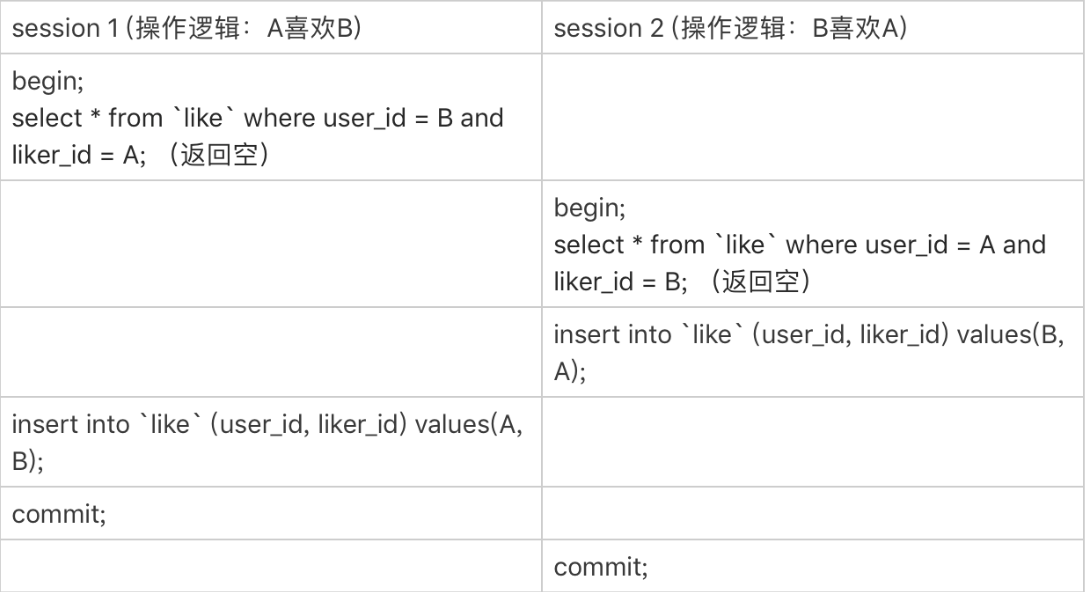 session 1 (操作逻辑：A喜欢B)
session 2 (操作逻辑：B喜欢A)
begin;
select * from `like` where user_id = B and
liker_id = A; （返回空）
begin;
select * from `like` where user_id = A and
liker_id = B; （返回空）
insert into `like` (user_id, liker_id) values(B,
A);
insert into `like` (user_id, liker_id) values(A,
B);
commit;
commit;